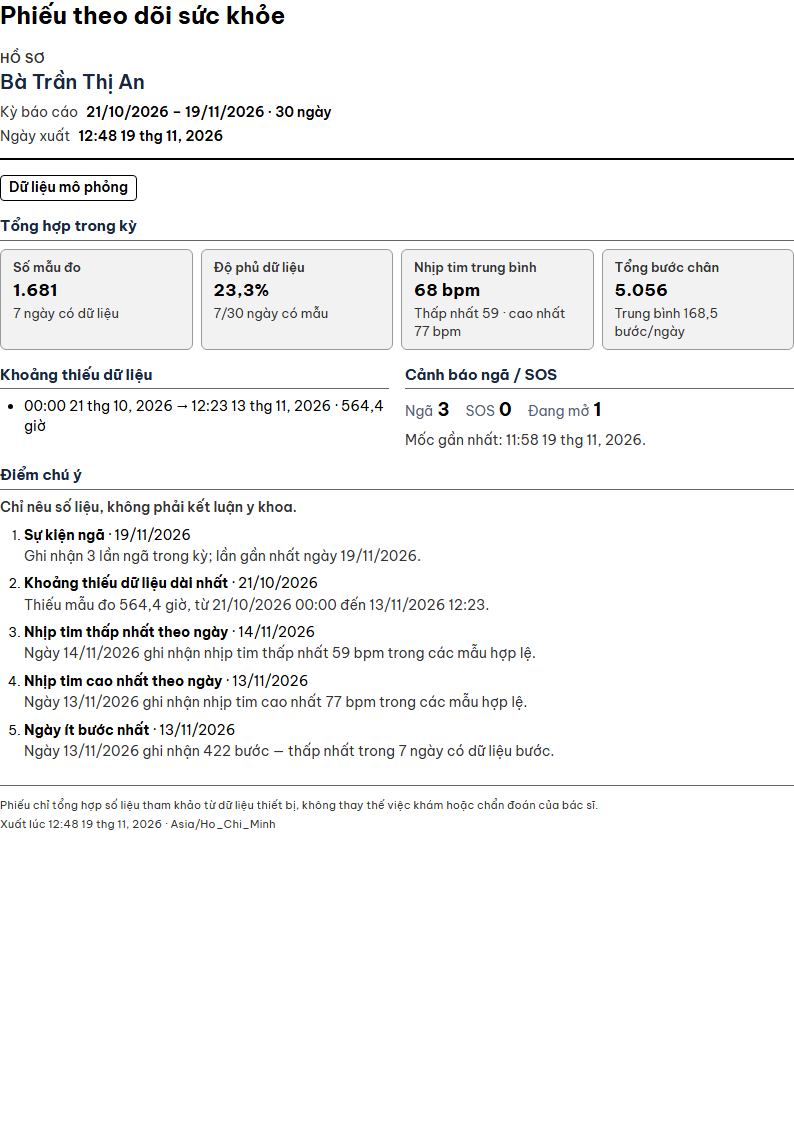 Phiếu theo dõi sức khỏe
HỒ SƠ
Bà Trần Thị An
Kỳ báo cáo 21/10/2026 – 19/11/2026 · 30 ngày
Ngày xuất 12:48 19 thg 11, 2026
Dữ liệu mô phỏng
Tổng hợp trong kỳ
Số mẫu đo
1.681
7 ngày có dữ liệu
Độ phủ dữ liệu
23,3%
7/30 ngày có mẫu
Nhịp tim trung bình
68 bpm
Thấp nhất 59 · cao nhất
77 bpm
Tổng bước chân
5.056
Trung bình 168,5
bước/ngày
Khoảng thiếu dữ liệu
• 00:00 21 thg 10, 2026 → 12:23 13 thg 11, 2026 · 564,4
giờ
Cảnh báo ngã / SOS
Ngã 3 SOS 0 Đang mở 1
Mốc gần nhất: 11:58 19 thg 11, 2026.
Điểm chú ý
Chỉ nêu số liệu, không phải kết luận y khoa.
1. Sự kiện ngã · 19/11/2026
Ghi nhận 3 lần ngã trong kỳ; lần gần nhất ngày 19/11/2026.
2. Khoảng thiếu dữ liệu dài nhất · 21/10/2026
Thiếu mẫu đo 564,4 giờ, từ 21/10/2026 00:00 đến 13/11/2026 12:23.
3. Nhịp tim thấp nhất theo ngày · 14/11/2026
Ngày 14/11/2026 ghi nhận nhịp tim thấp nhất 59 bpm trong các mẫu hợp lệ.
4. Nhịp tim cao nhất theo ngày · 13/11/2026
Ngày 13/11/2026 ghi nhận nhịp tim cao nhất 77 bpm trong các mẫu hợp lệ.
5. Ngày ít bước nhất · 13/11/2026
Ngày 13/11/2026 ghi nhận 422 bước — thấp nhất trong 7 ngày có dữ liệu bước.
Phiếu chỉ tổng hợp số liệu tham khảo từ dữ liệu thiết bị, không thay thế việc khám hoặc chẩn đoán của bác sĩ.
Xuất lúc 12:48 19 thg 11, 2026 · Asia/Ho_Chi_Minh